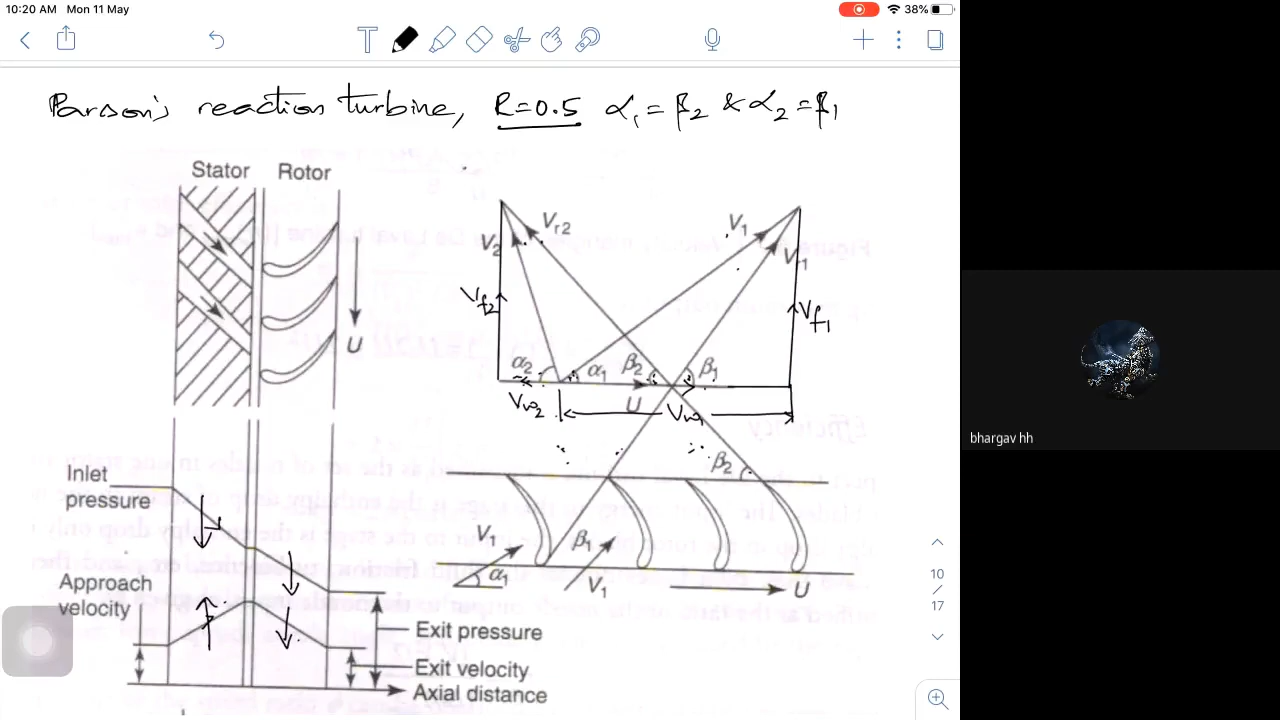 10:20 AM Mon 11 May
38%
Parson's reaction turbine, R=0.5 α₁ = β₂ & α₂ = β₁
Stator Rotor
U
Inlet
pressure
Approach
velocity
Exit pressure
Exit velocity
Axial distance
V2 Vr2 V1 Vr1
Vf2 Vf1
α2 α1 β2 β1
Vw2 U Vw1
β2
V1 β1
α1 V1 U
10
/
17
bhargav hh